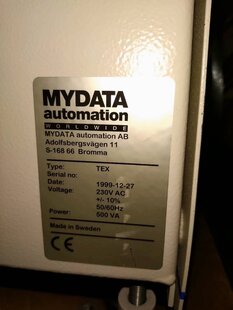 MYDATA
automation
WORLDWIDE
MYDATA automation AB
Adolfsbergsvägen 11
S-168 66 Bromma
Type: TEX
Serial no:
Date: 1999-12-27
Voltage: 230V AC
+/- 10%
50/60Hz
Power: 500 VA
Made in Sweden
CE